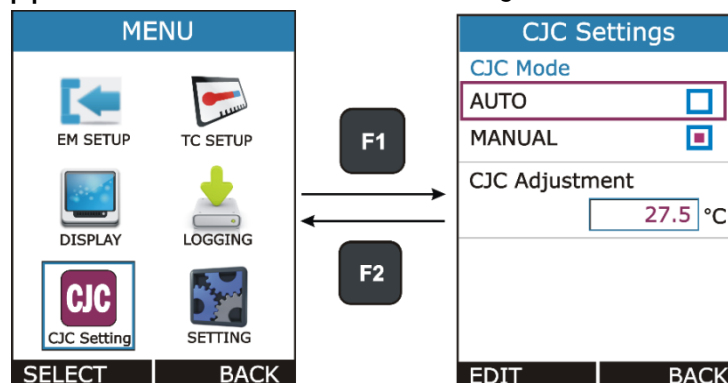 MENU
EM SETUP
TC SETUP
DISPLAY
LOGGING
CJC
CJC Setting
SETTING
SELECT
BACK
F1
F2
CJC Settings
CJC Mode
AUTO
MANUAL
CJC Adjustment
27.5 °C
EDIT
BACK